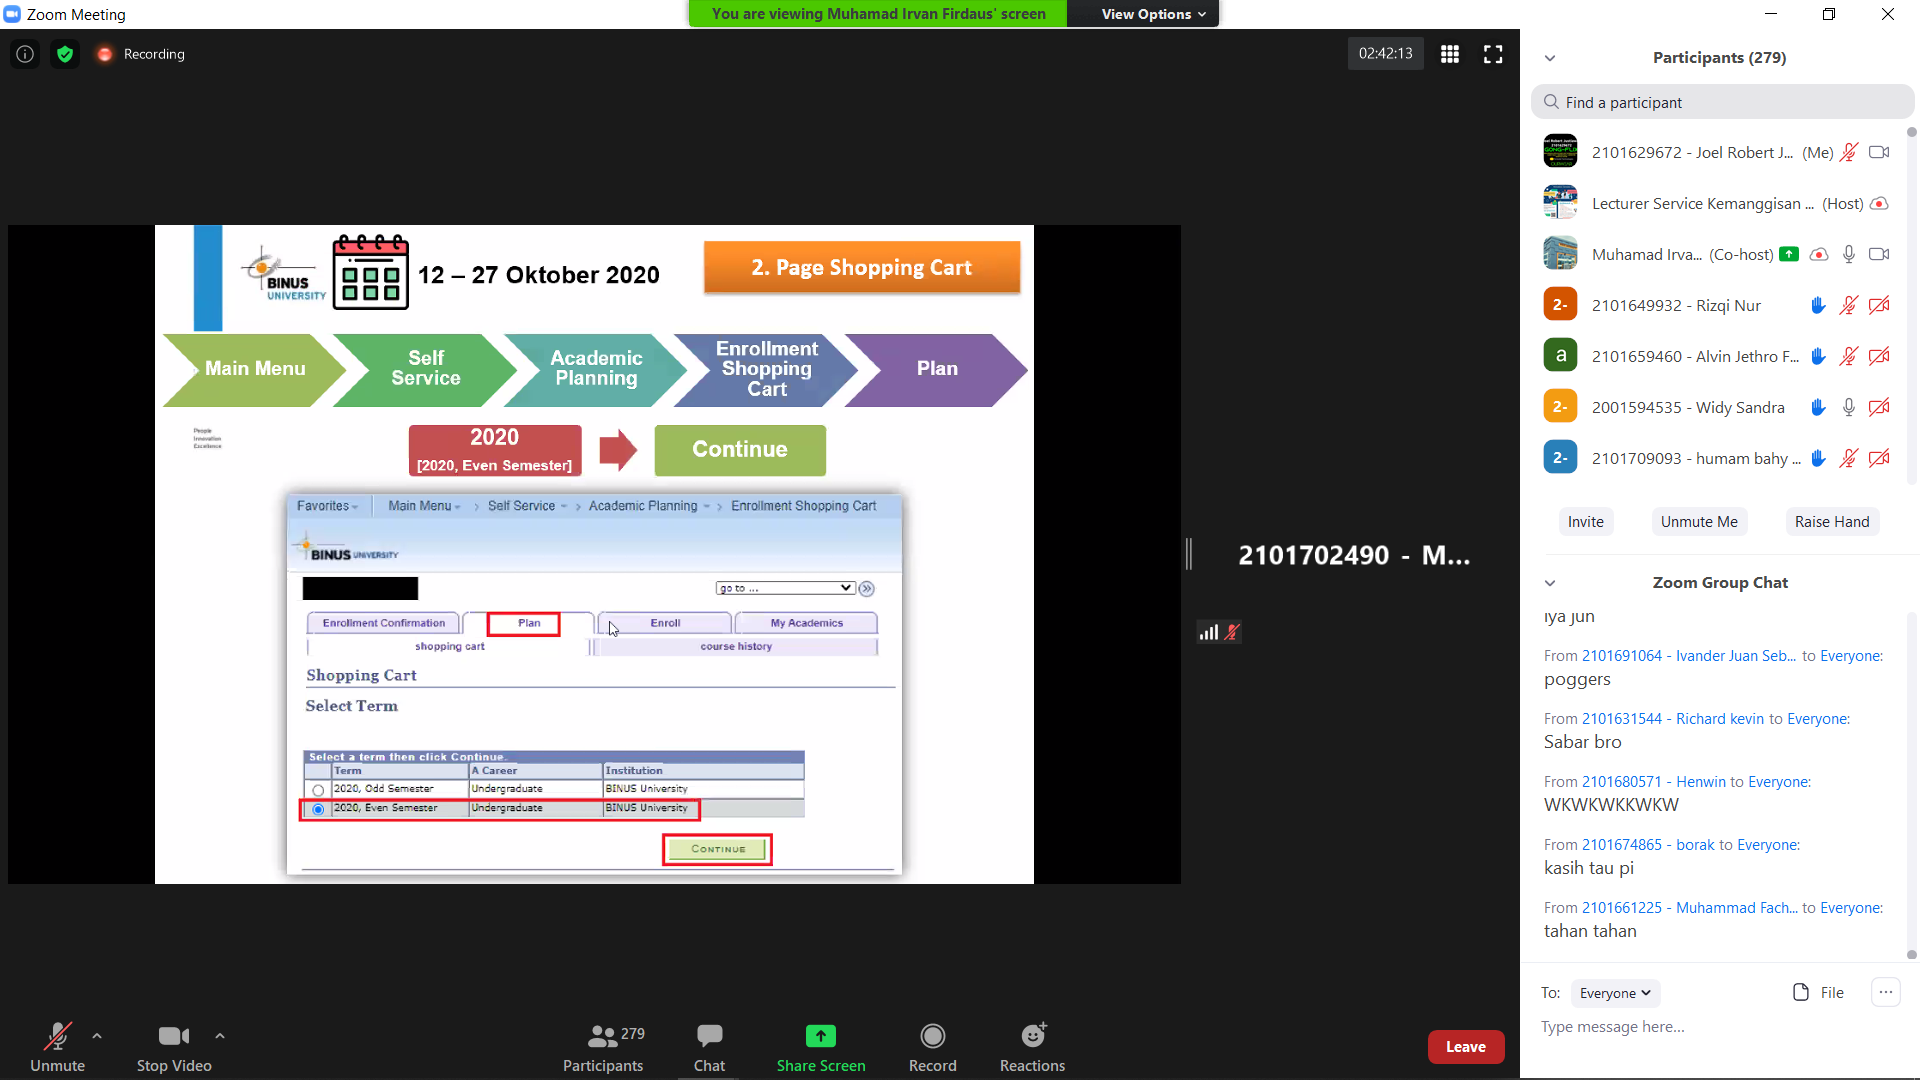 Zoom Meeting
You are viewing Muhamad Irvan Firdaus' screen
View Options
Recording
02:42:13
BINUS
UNIVERSITY
12 – 27 Oktober 2020
2. Page Shopping Cart
Main Menu
Self
Service
Academic
Planning
Enrollment
Shopping
Cart
Plan
People
Innovation
Excellence
2020
[2020, Even Semester]
Continue
Favorites
Main Menu
Self Service
Academic Planning
Enrollment Shopping Cart
BINUS UNIVERSITY
go to ...
Enrollment Confirmation
Plan
Enroll
My Academics
shopping cart
course history
Shopping Cart
Select Term
Select a term then click Continue.
Term A Career Institution
2020, Odd Semester Undergraduate BINUS University
2020, Even Semester Undergraduate BINUS University
CONTINUE
2101702490 - M...
Participants (279)
Find a participant
2101629672 - Joel Robert J... (Me)
Lecturer Service Kemanggisan ... (Host)
Muhamad Irva... (Co-host)
2- 2101649932 - Rizqi Nur
a 2101659460 - Alvin Jethro F...
2- 2001594535 - Widy Sandra
2- 2101709093 - humam bahy ...
Invite
Unmute Me
Raise Hand
Zoom Group Chat
iya jun
From 2101691064 - Ivander Juan Seb... to Everyone:
poggers
From 2101631544 - Richard kevin to Everyone:
Sabar bro
From 2101680571 - Henwin to Everyone:
WKWKWKKWKW
From 2101674865 - borak to Everyone:
kasih tau pi
From 2101661225 - Muhammad Fach... to Everyone:
tahan tahan
To: Everyone
File
Type message here...
Unmute
Stop Video
279
Participants
Chat
Share Screen
Record
Reactions
Leave